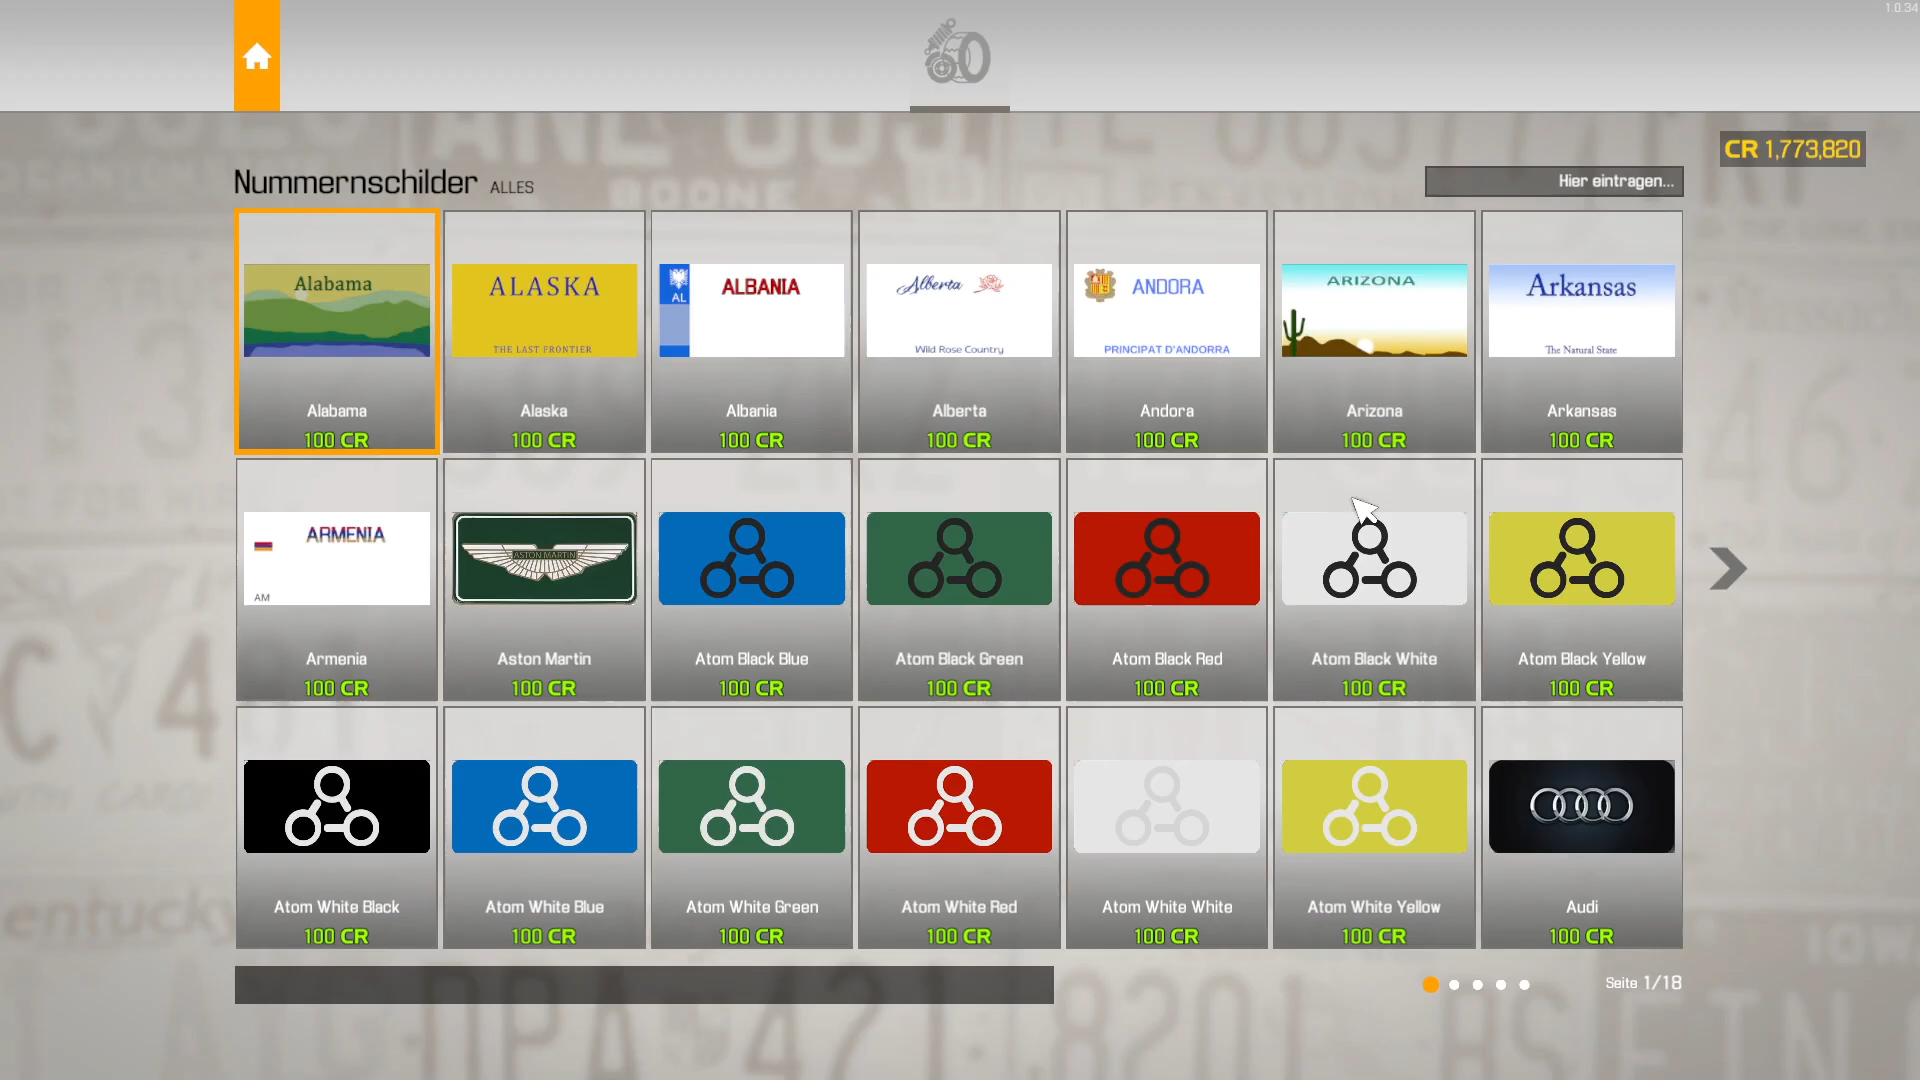 1.0.34
CR 1,773,820
Nummernschilder ALLES
Hier eintragen...
Alabama
ALASKA
THE LAST FRONTIER
AL
ALBANIA
Alberta
Wild Rose Country
ANDORA
PRINCIPAT D'ANDORRA
ARIZONA
Arkansas
The Natural State
Alabama
100 CR
Alaska
100 CR
Albania
100 CR
Alberta
100 CR
Andora
100 CR
Arizona
100 CR
Arkansas
100 CR
ARMENIA
AM
ASTON MARTIN
Armenia
100 CR
Aston Martin
100 CR
Atom Black Blue
100 CR
Atom Black Green
100 CR
Atom Black Red
100 CR
Atom Black White
100 CR
Atom Black Yellow
100 CR
Atom White Black
100 CR
Atom White Blue
100 CR
Atom White Green
100 CR
Atom White Red
100 CR
Atom White White
100 CR
Atom White Yellow
100 CR
Audi
100 CR
Seite 1/18